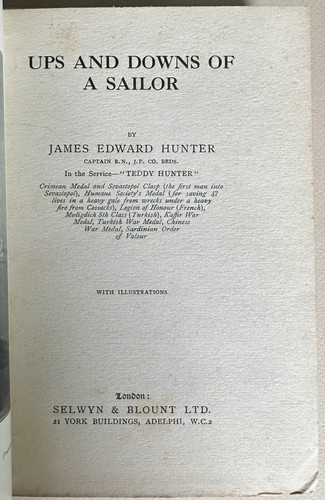 UPS AND DOWNS OF
A SAILOR
BY
JAMES EDWARD HUNTER
CAPTAIN R.N., J.P. CO. BEDS.
In the Service—"TEDDY HUNTER"
Crimean Medal and Sevastopol Clasp (the first man into
Sevastopol), Humane Society's Medal (for saving 47
lives in a heavy gale from wrecks under a heavy
fire from Cossacks), Legion of Honour (French),
Medigdich 5th Class (Turkish), Kaffir War
Medal, Turkish War Medal, Chinese
War Medal, Sardinian Order
of Valour
WITH ILLUSTRATIONS
London:
SELWYN & BLOUNT LTD.
21 YORK BUILDINGS, ADELPHI, W.C.2